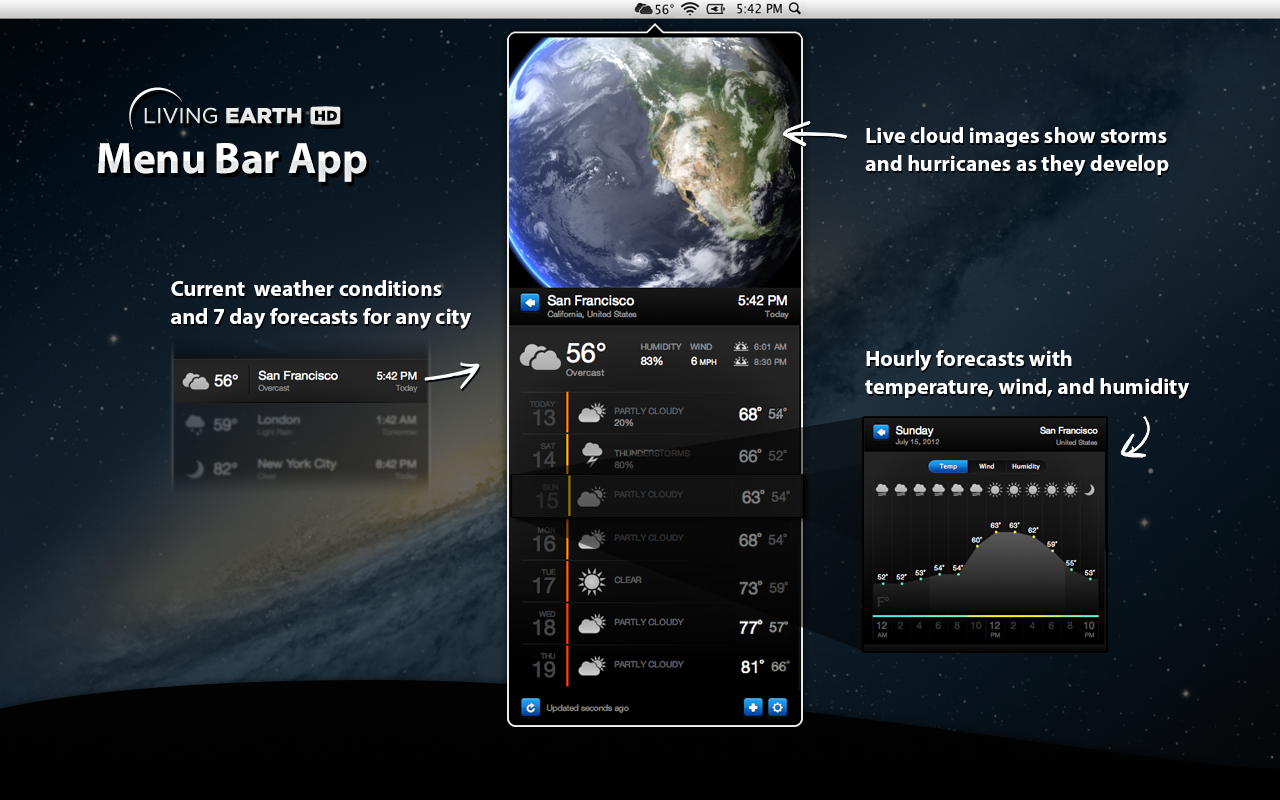 56° 5:42 PM
LIVING EARTH HD
Menu Bar App
Live cloud images show storms
and hurricanes as they develop
Current weather conditions
and 7 day forecasts for any city
56° San Francisco 5:42 PM
Overcast Today
59° London 1:42 AM
Light Rain Tomorrow
82° New York City 8:42 PM
Clear Today
San Francisco 5:42 PM
California, United States Today
56° HUMIDITY WIND 6:01 AM
Overcast 83% 6 MPH 8:30 PM
TODAY
13 PARTLY CLOUDY 68° 54°
20%
SAT
14 THUNDERSTORMS 66° 52°
80%
SUN
15 PARTLY CLOUDY 63° 54°
MON
16 PARTLY CLOUDY 68° 54°
TUE
17 CLEAR 73° 59°
WED
18 PARTLY CLOUDY 77° 57°
THU
19 PARTLY CLOUDY 81° 66°
Updated seconds ago
Hourly forecasts with
temperature, wind, and humidity
Sunday San Francisco
July 15, 2012 United States
Temp Wind Humidity
52° 52° 53° 54° 54° 60° 63° 63° 62° 59° 55° 53°
F°
12 2 4 6 8 10 12 2 4 6 8 10
AM PM PM